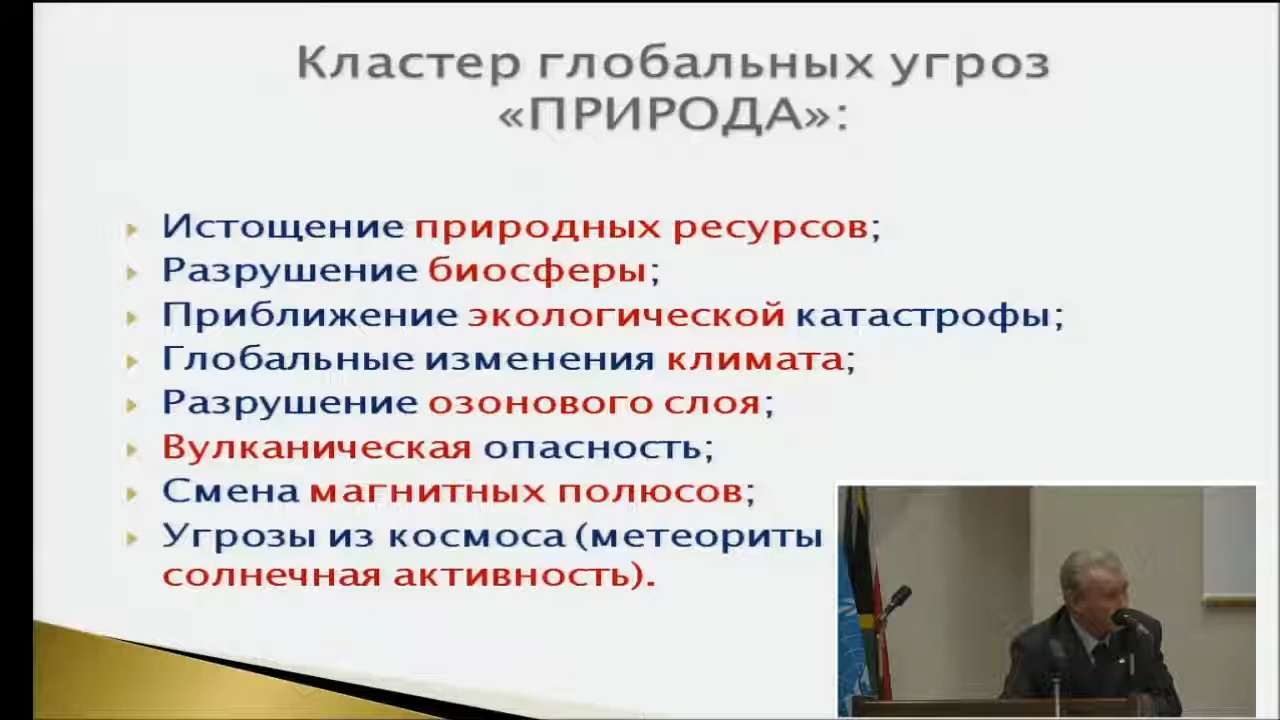 Кластер глобальных угроз
«ПРИРОДА»:
Истощение природных ресурсов;
Разрушение биосферы;
Приближение экологической катастрофы;
Глобальные изменения климата;
Разрушение озонового слоя;
Вулканическая опасность;
Смена магнитных полюсов;
Угрозы из космоса (метеориты
солнечная активность).